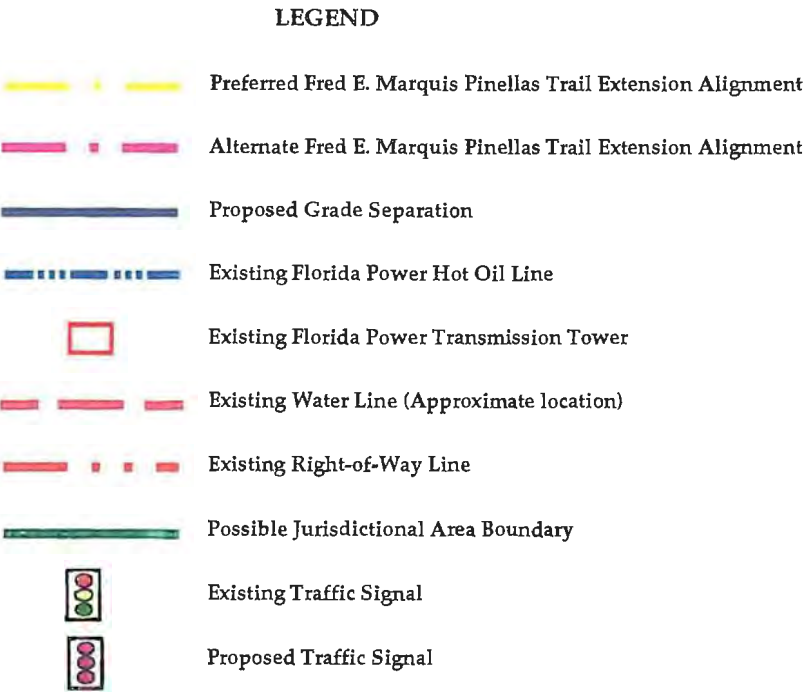 LEGEND
Preferred Fred E. Marquis Pinellas Trail Extension Alignment
Alternate Fred E. Marquis Pinellas Trail Extension Alignment
Proposed Grade Separation
Existing Florida Power Hot Oil Line
Existing Florida Power Transmission Tower
Existing Water Line (Approximate location)
Existing Right-of-Way Line
Possible Jurisdictional Area Boundary
Existing Traffic Signal
Proposed Traffic Signal